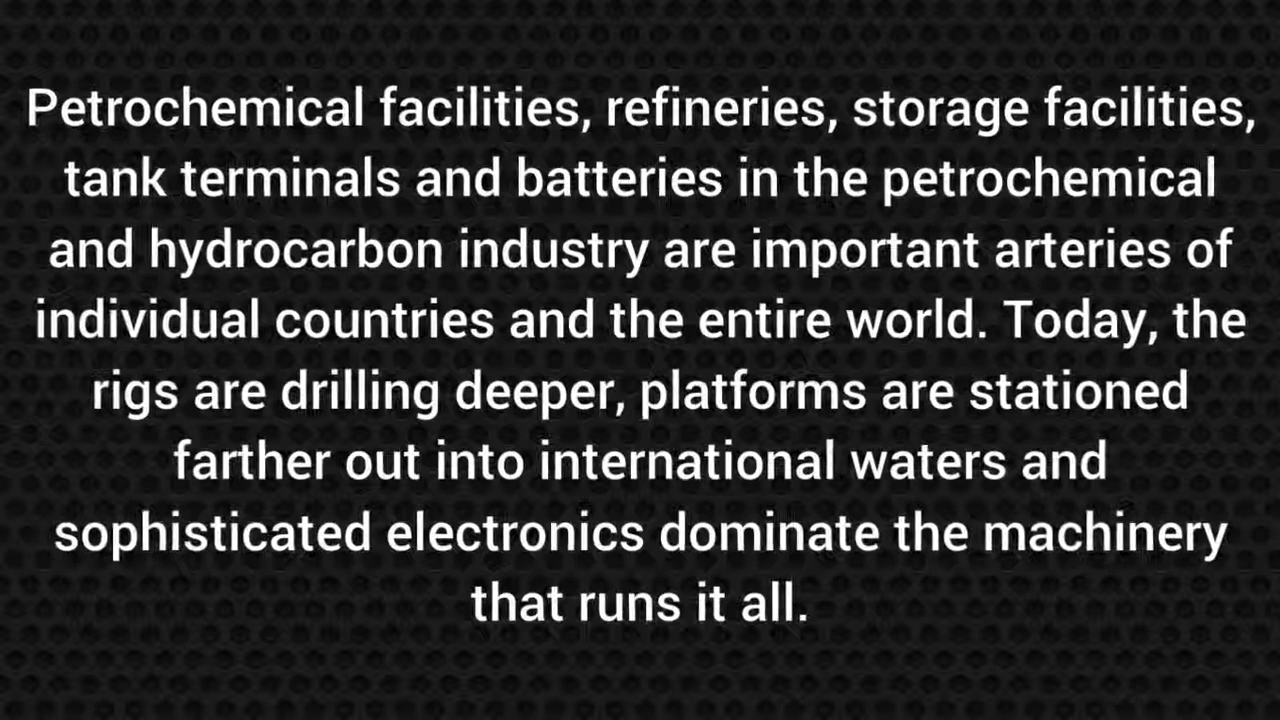 Petrochemical facilities, refineries, storage facilities,
tank terminals and batteries in the petrochemical
and hydrocarbon industry are important arteries of
individual countries and the entire world. Today, the
rigs are drilling deeper, platforms are stationed
farther out into international waters and
sophisticated electronics dominate the machinery
that runs it all.